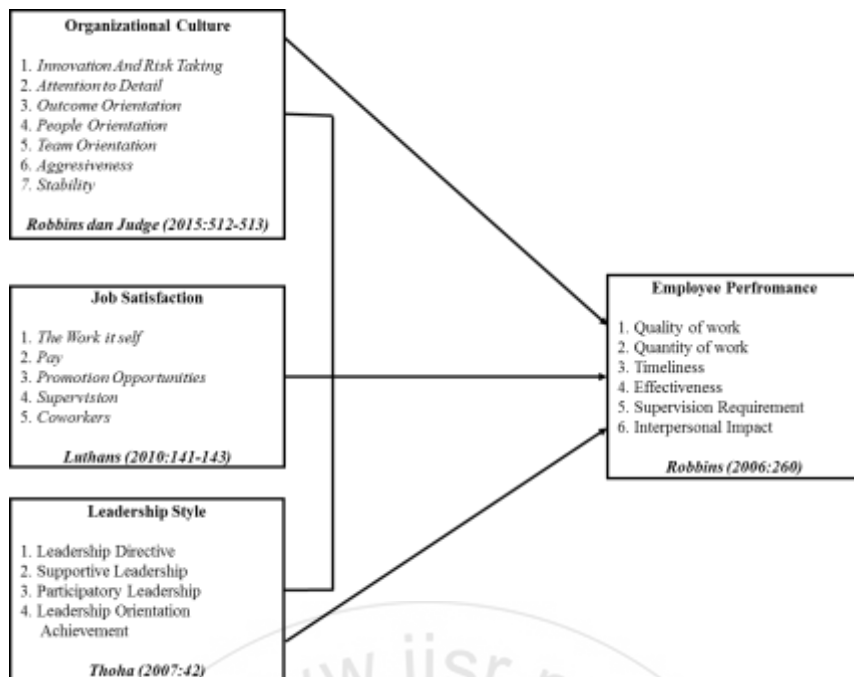 Organizational Culture
1. Innovation And Risk Taking
2. Attention to Detail
3. Outcome Orientation
4. People Orientation
5. Team Orientation
6. Aggresiveness
7. Stability
Robbins dan Judge (2015:512-513)
Job Satisfaction
1. The Work it self
2. Pay
3. Promotion Opportunities
4. Supervision
5. Coworkers
Luthans (2010:141-143)
Leadership Style
1. Leadership Directive
2. Supportive Leadership
3. Participatory Leadership
4. Leadership Orientation
Achievement
Thoha (2007:42)
Employee Perfromance
1. Quality of work
2. Quantity of work
3. Timeliness
4. Effectiveness
5. Supervision Requirement
6. Interpersonal Impact
Robbins (2006:260)